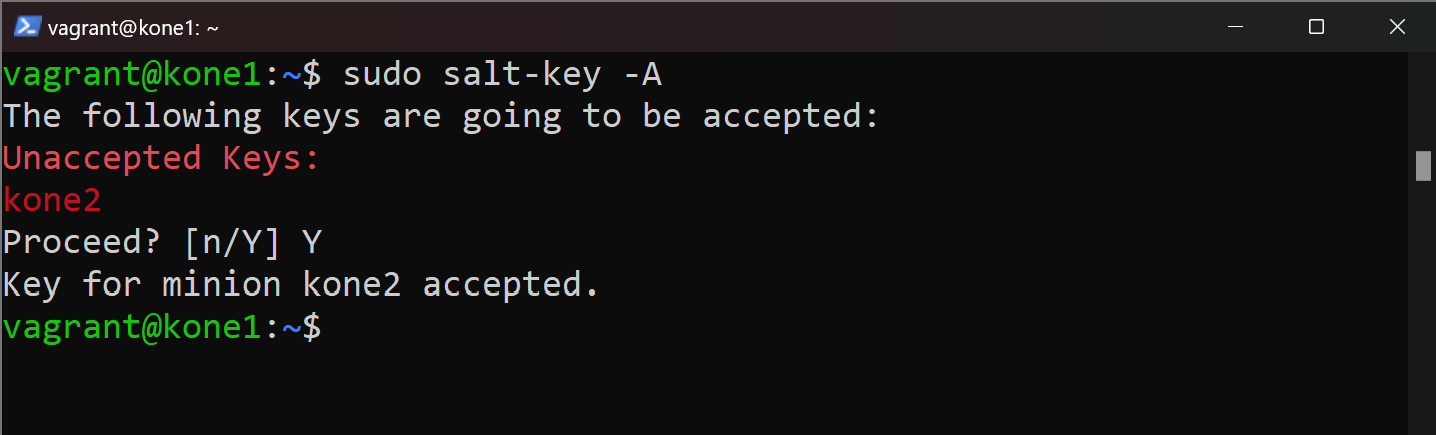 vagrant@kone1: ~
vagrant@kone1:~$ sudo salt-key -A
The following keys are going to be accepted:
Unaccepted Keys:
kone2
Proceed? [n/Y] Y
Key for minion kone2 accepted.
vagrant@kone1:~$